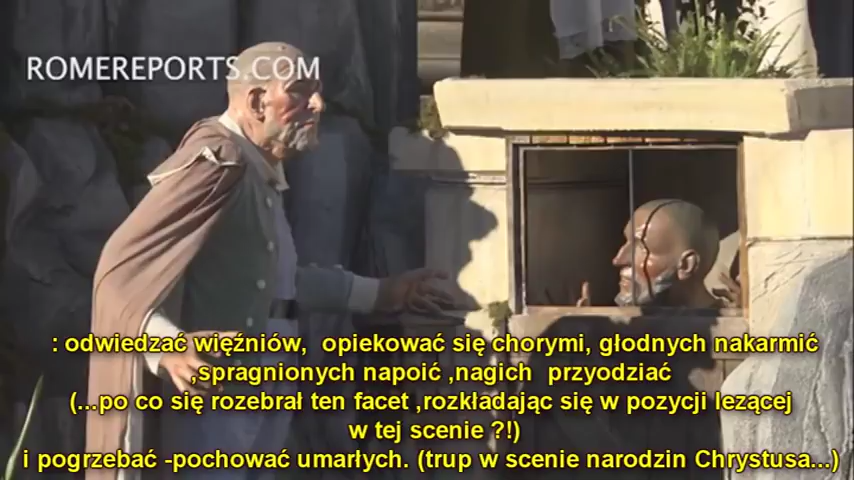 ROMEREPORTS.COM
: odwiedzać więźniów, opiekować się chorymi, głodnych nakarmić
,spragnionych napoić ,nagich przyodziać
(...po co się rozebrał ten facet ,rozkładając się w pozycji lezącej
w tej scenie ?!)
i pogrzebać -pochować umarłych. (trup w scenie narodzin Chrystusa...)